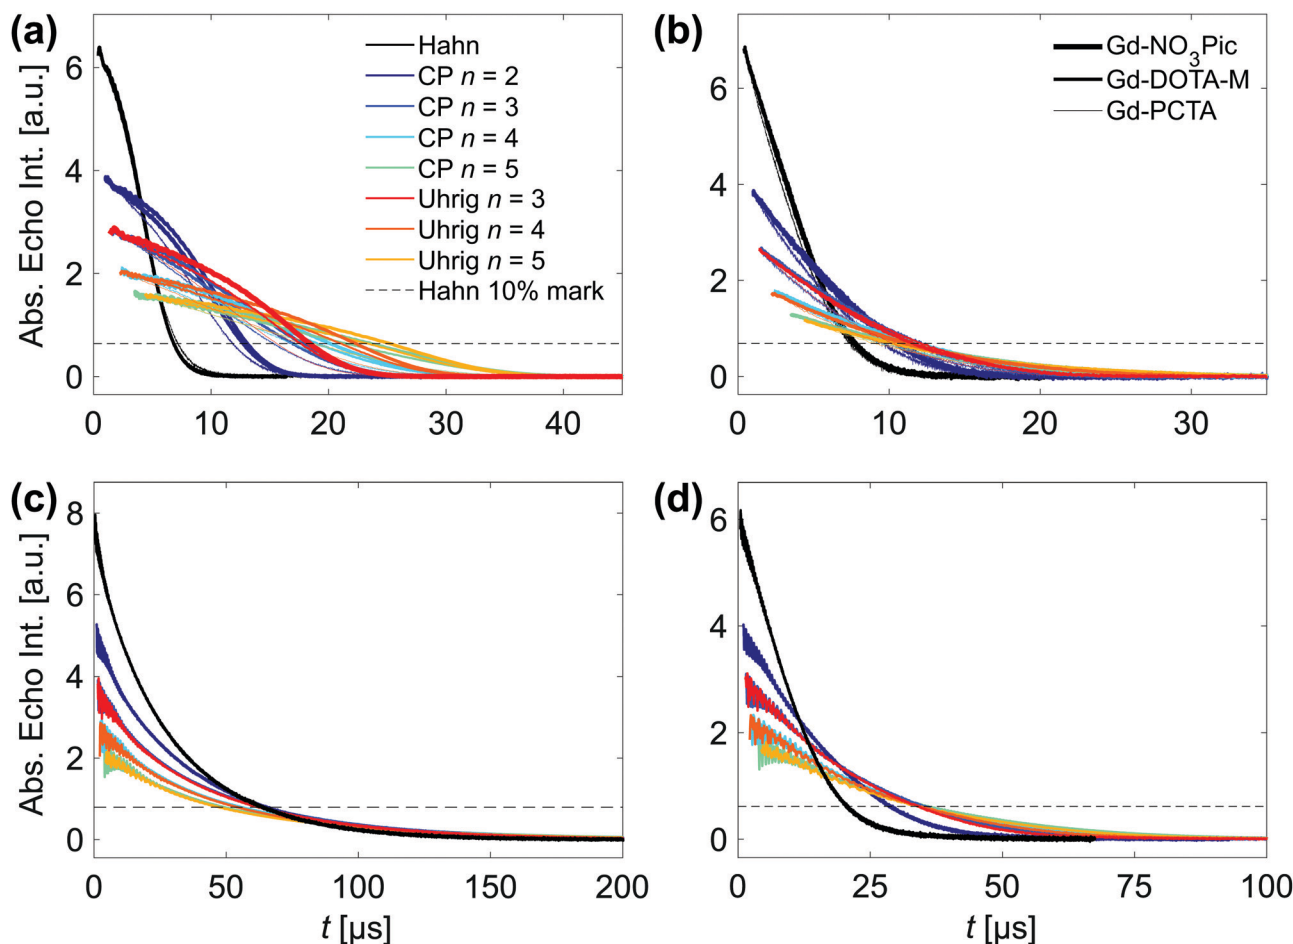 (a)
Abs. Echo Int. [a.u.]
6
4
2
0
0 10 20 30 40
Hahn
CP n = 2
CP n = 3
CP n = 4
CP n = 5
Uhrig n = 3
Uhrig n = 4
Uhrig n = 5
Hahn 10% mark
(b)
6
4
2
0
0 10 20 30
Gd-NO₃Pic
Gd-DOTA-M
Gd-PCTA
(c)
Abs. Echo Int. [a.u.]
8
6
4
2
0
0 50 100 150 200
t [µs]
(d)
6
4
2
0
0 25 50 75 100
t [µs]